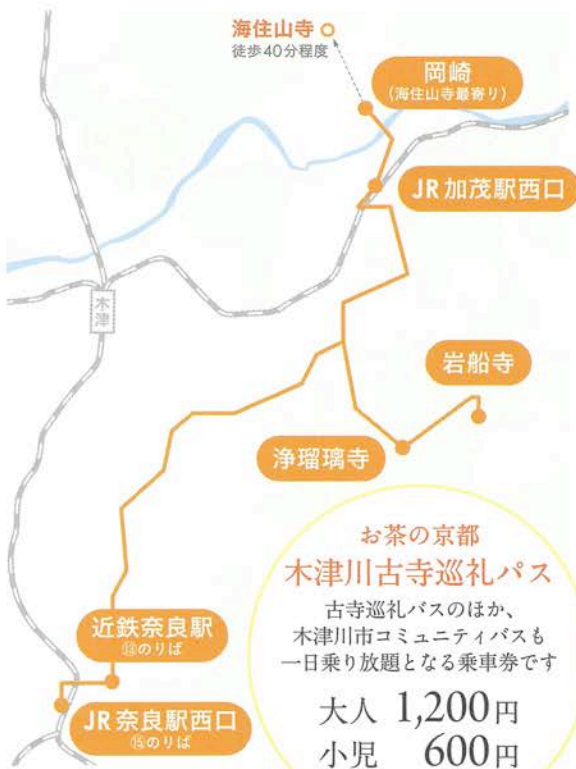 海住山寺
徒歩40分程度
岡崎
(海住山寺最寄り)
JR加茂駅西口
木津
岩船寺
浄瑠璃寺
近鉄奈良駅
⑬のりば
JR奈良駅西口
⑮のりば
お茶の京都
木津川古寺巡礼パス
古寺巡礼バスのほか、
木津川市コミュニティバスも
一日乗り放題となる乗車券です
大人 1,200円
小児 600円